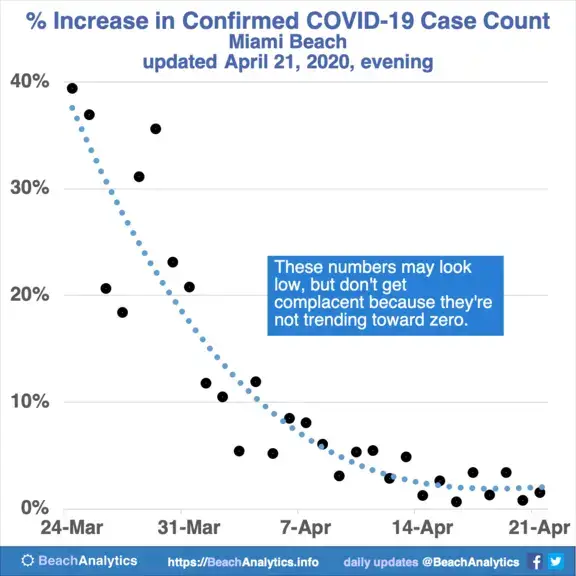 % Increase in Confirmed COVID-19 Case Count
Miami Beach
updated April 21, 2020, evening
40%
30%
20%
10%
0%
These numbers may look
low, but don't get
complacent because they're
not trending toward zero.
24-Mar 31-Mar 7-Apr 14-Apr 21-Apr
BeachAnalytics https://BeachAnalytics.info daily updates @BeachAnalytics